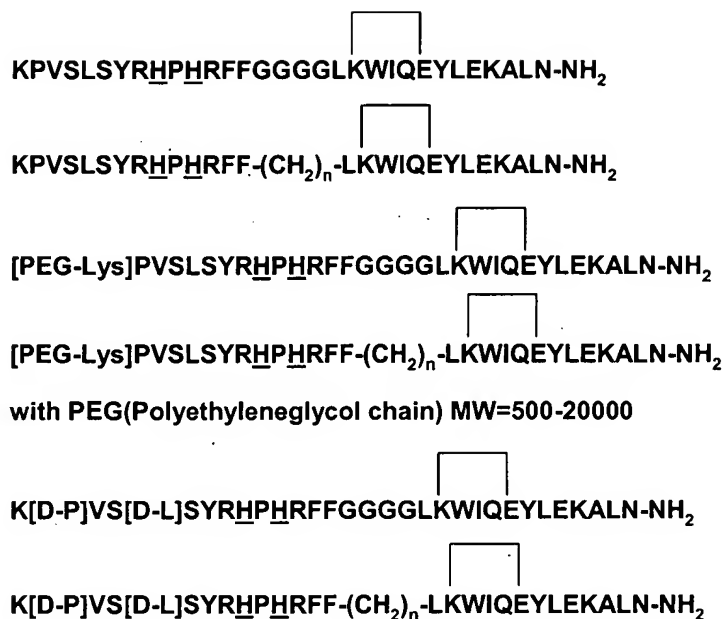 KPVSLSYRHPHRFFGGGGLKWIQEYLEKALN-NH₂
KPVSLSYRHPHRFF-(CH₂)ₙ-LKWIQEYLEKALN-NH₂
[PEG-Lys]PVSLSYRHPHRFFGGGGLKWIQEYLEKALN-NH₂
[PEG-Lys]PVSLSYRHPHRFF-(CH₂)ₙ-LKWIQEYLEKALN-NH₂
with PEG(Polyethyleneglycol chain) MW=500-20000
K[D-P]VS[D-L]SYRHPHRFFGGGGLKWIQEYLEKALN-NH₂
K[D-P]VS[D-L]SYRHPHRFF-(CH₂)ₙ-LKWIQEYLEKALN-NH₂